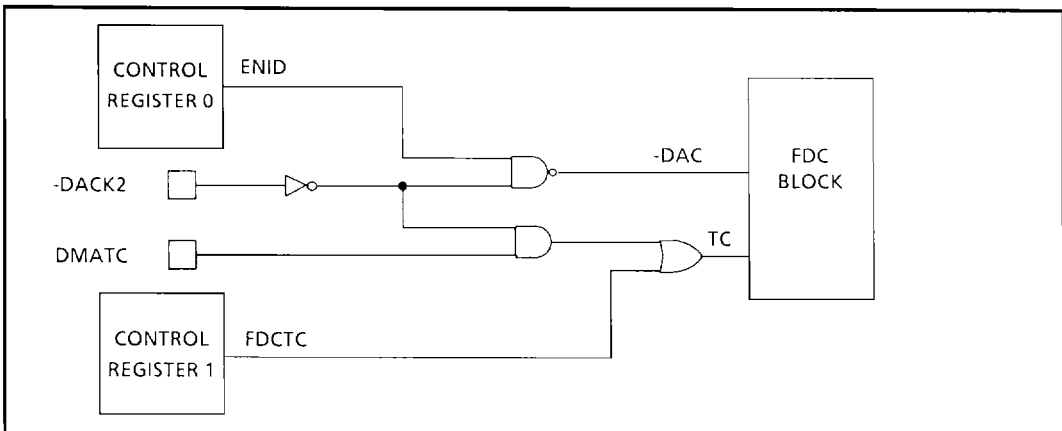 CONTROL
REGISTER 0
ENID
-DACK2
-DAC
FDC
BLOCK
DMATC
TC
CONTROL
REGISTER 1
FDCTC